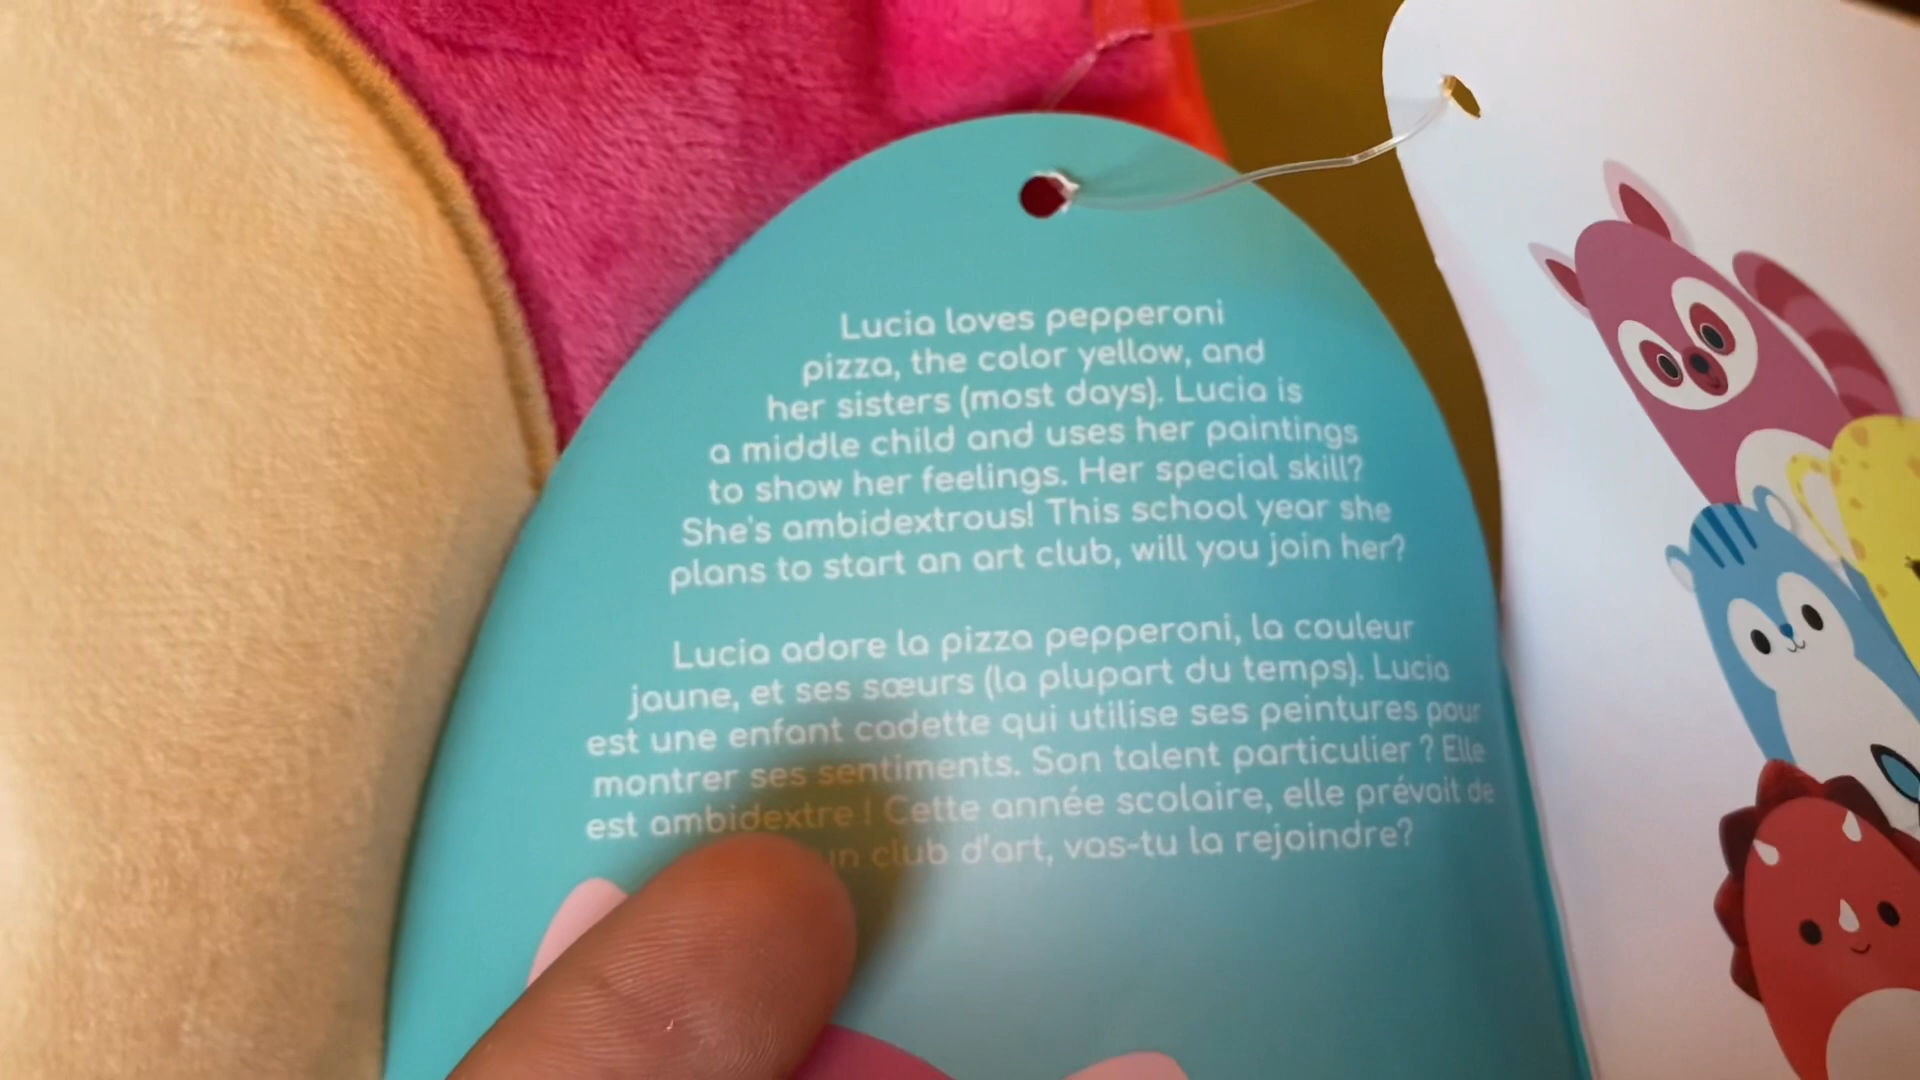 Lucia loves pepperoni
pizza, the color yellow, and
her sisters (most days). Lucia is
a middle child and uses her paintings
to show her feelings. Her special skill?
She's ambidextrous! This school year she
plans to start an art club, will you join her?
Lucia adore la pizza pepperoni, la couleur
jaune, et ses sœurs (la plupart du temps). Lucia
est une enfant cadette qui utilise ses peintures pour
montrer ses sentiments. Son talent particulier ? Elle
est ambidextre ! Cette année scolaire, elle prévoit de
un club d'art, vas-tu la rejoindre?